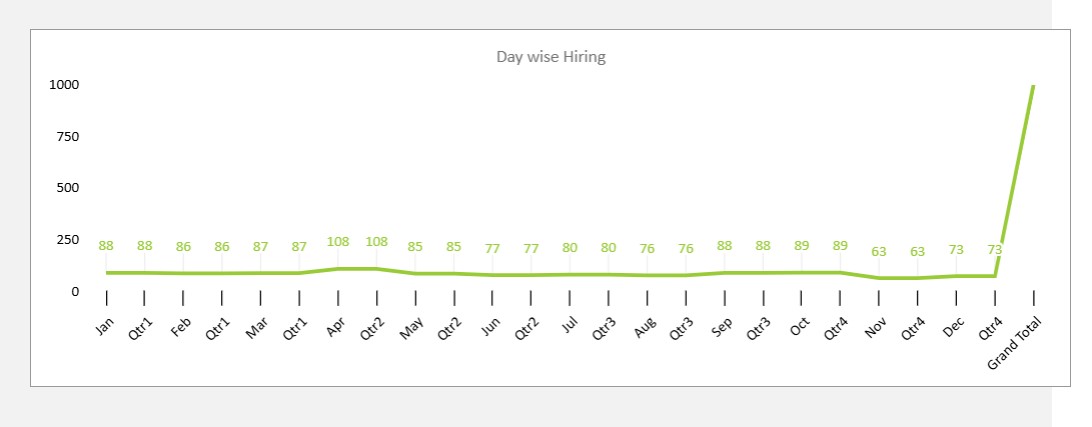 Day wise Hiring
1000
750
500
250
0
88 88 86 86 87 87 108 108 85 85 77 77 80 80 76 76 88 88 89 89 63 63 73 73
Jan Qtr1 Feb Qtr1 Mar Qtr1 Apr Qtr2 May Qtr2 Jun Qtr2 Jul Qtr3 Aug Qtr3 Sep Qtr3 Oct Qtr4 Nov Qtr4 Dec Qtr4 Grand Total